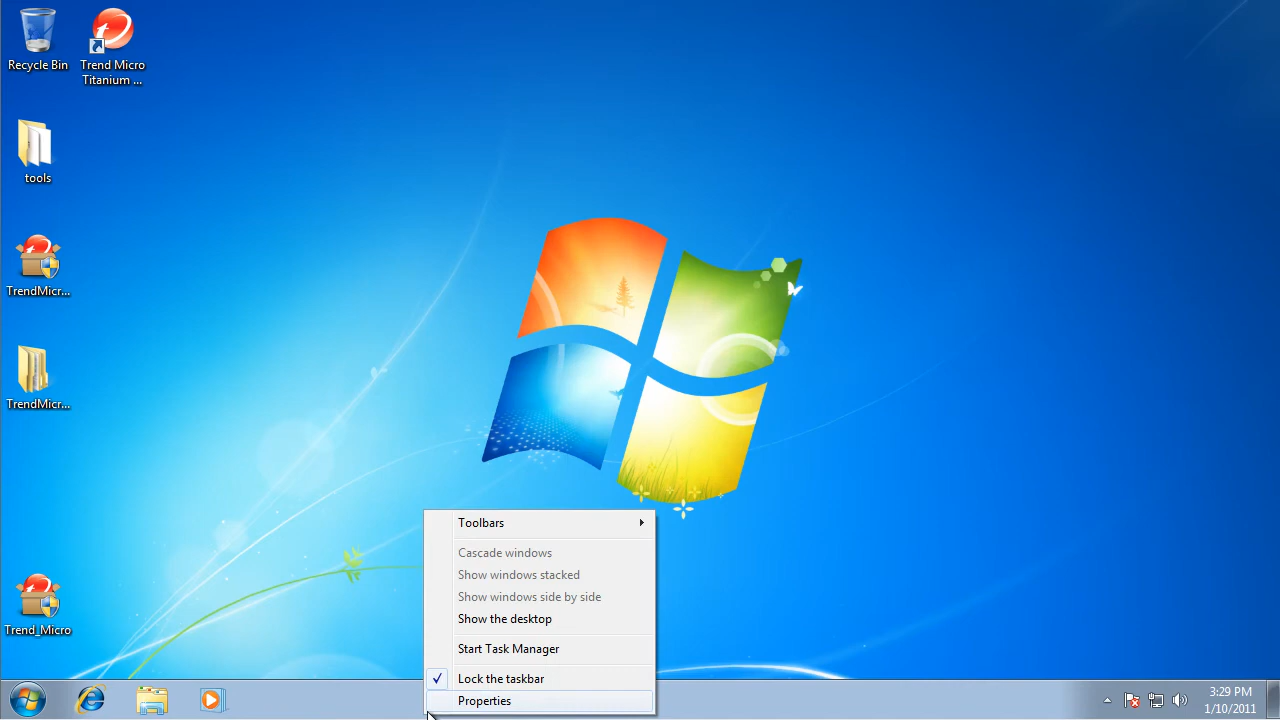 Recycle Bin
Trend Micro
Titanium ...
tools
TrendMicr...
TrendMicr...
Trend_Micro
Toolbars
Cascade windows
Show windows stacked
Show windows side by side
Show the desktop
Start Task Manager
Lock the taskbar
Properties
3:29 PM
1/10/2011